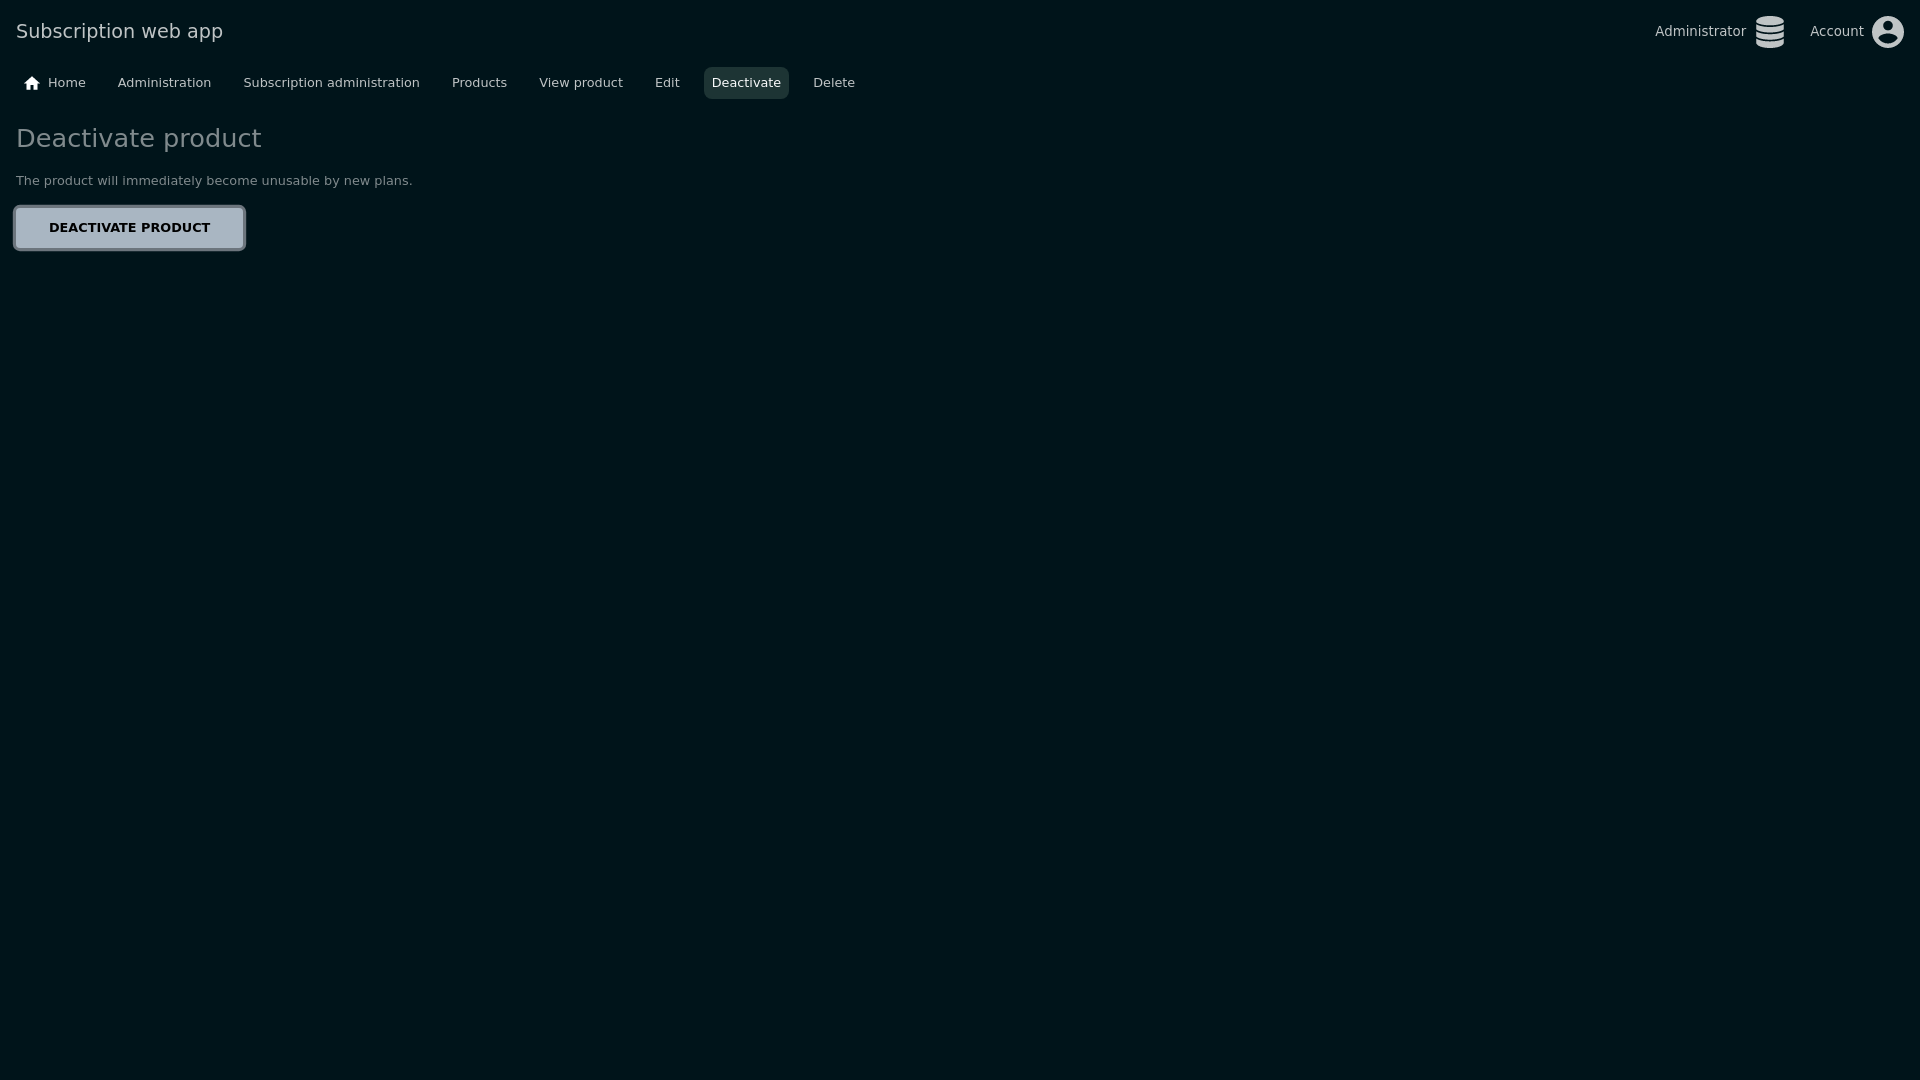 Subscription web app
Administrator
Account
Home
Administration
Subscription administration
Products
View product
Edit
Deactivate
Delete
Deactivate product
The product will immediately become unusable by new plans.
DEACTIVATE PRODUCT